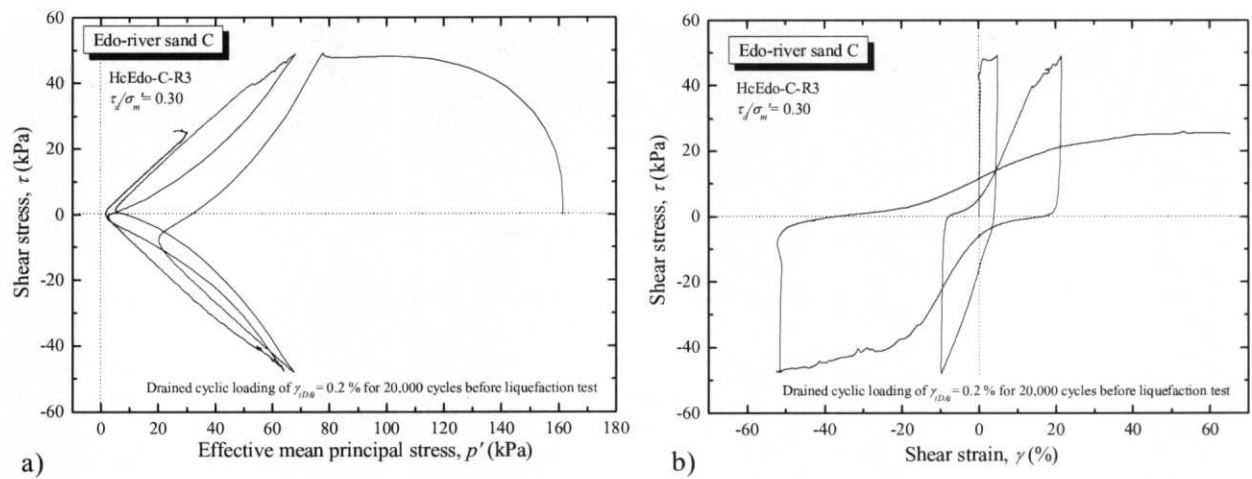 60
40
20
0
-20
-40
-60
Shear stress, τ (kPa)
Edo-river sand C
HcEdo-C-R3
τd/σm'= 0.30
Drained cyclic loading of γ(DA) = 0.2 % for 20,000 cycles before liquefaction test
0 20 40 60 80 100 120 140 160 180
Effective mean principal stress, p' (kPa)
a)
60
40
20
0
-20
-40
-60
Shear stress, τ (kPa)
Edo-river sand C
HcEdo-C-R3
τd/σm'= 0.30
Drained cyclic loading of γ(DA) = 0.2 % for 20,000 cycles before liquefaction test
-60 -40 -20 0 20 40 60
Shear strain, γ (%)
b)